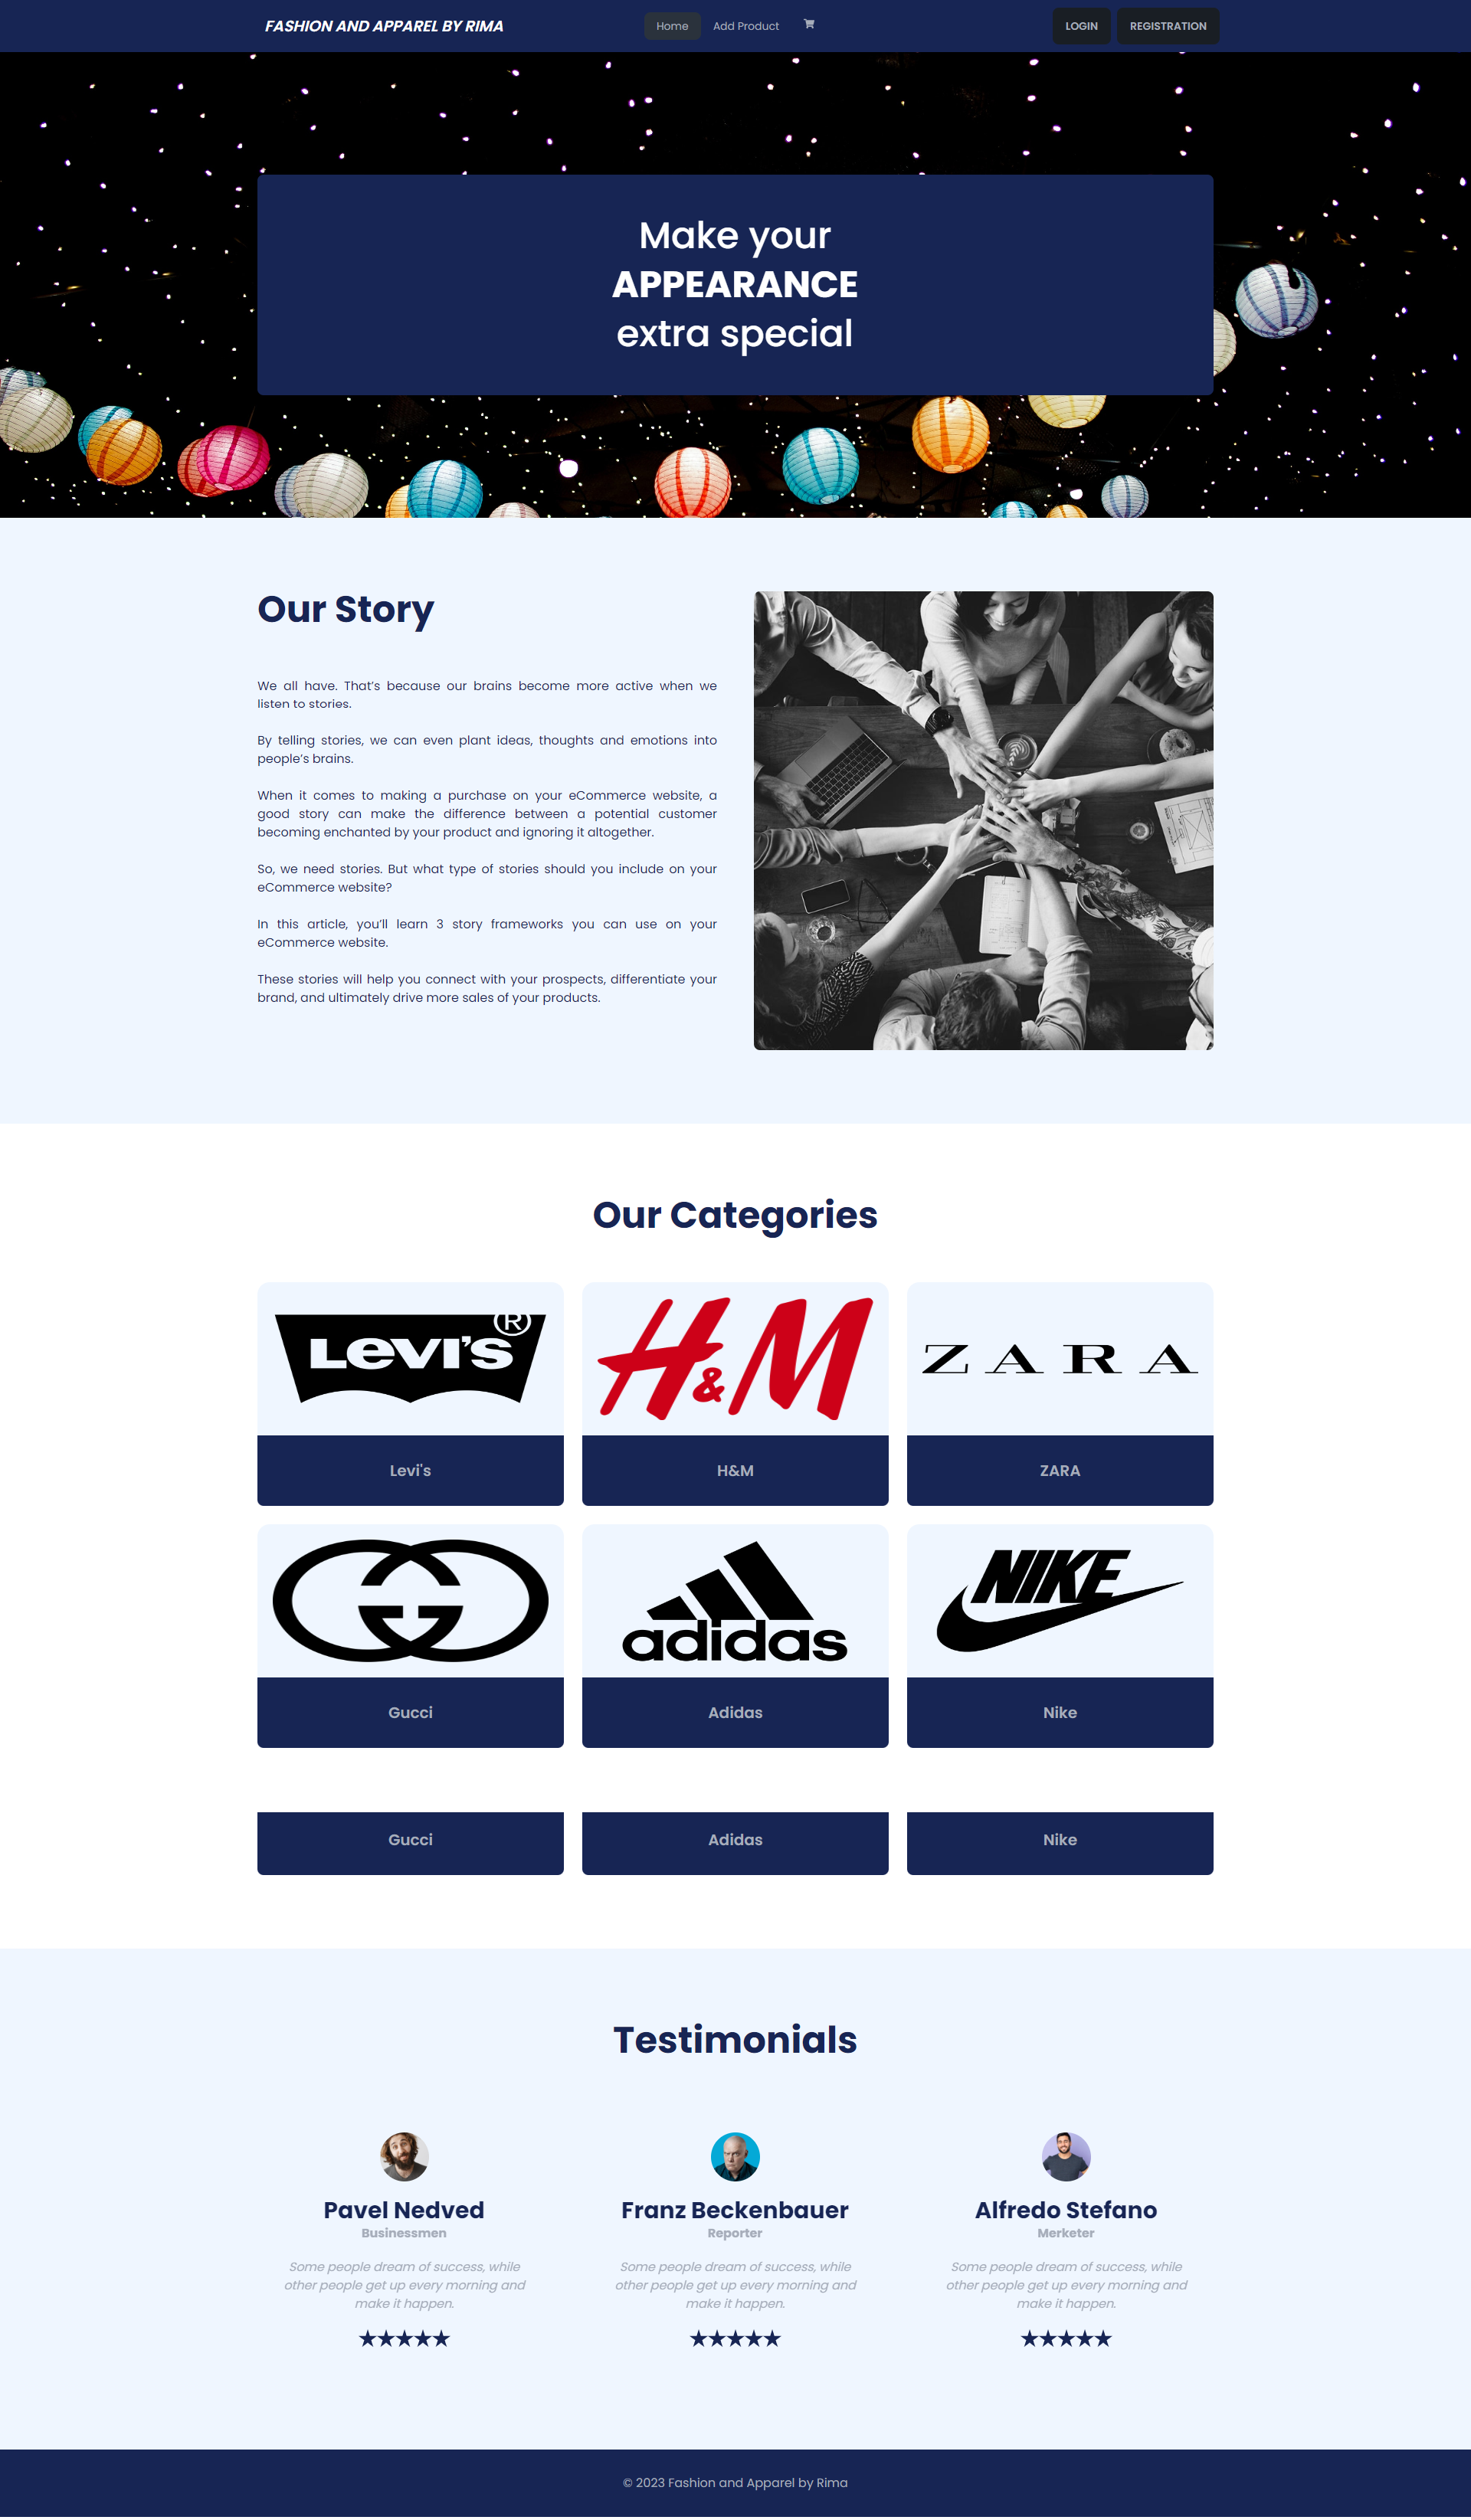 FASHION AND APPAREL BY RIMA
Home
Add Product
LOGIN
REGISTRATION
Make your
APPEARANCE
extra special
Our Story
We all have. That's because our brains become more active when we
listen to stories.
By telling stories, we can even plant ideas, thoughts and emotions into
people's brains.
When it comes to making a purchase on your eCommerce website, a
good story can make the difference between a potential customer
becoming enchanted by your product and ignoring it altogether.
So, we need stories. But what type of stories should you include on your
eCommerce website?
In this article, you'll learn 3 story frameworks you can use on your
eCommerce website.
These stories will help you connect with your prospects, differentiate your
brand, and ultimately drive more sales of your products.
Our Categories
LEVI'S®
H&M
ZARA
Levi's
H&M
ZARA
adidas
NIKE
Gucci
Adidas
Nike
Gucci
Adidas
Nike
Testimonials
Pavel Nedved
Businessmen
Some people dream of success, while
other people get up every morning and
make it happen.
★★★★★
Franz Beckenbauer
Reporter
Some people dream of success, while
other people get up every morning and
make it happen.
★★★★★
Alfredo Stefano
Merketer
Some people dream of success, while
other people get up every morning and
make it happen.
★★★★★
© 2023 Fashion and Apparel by Rima